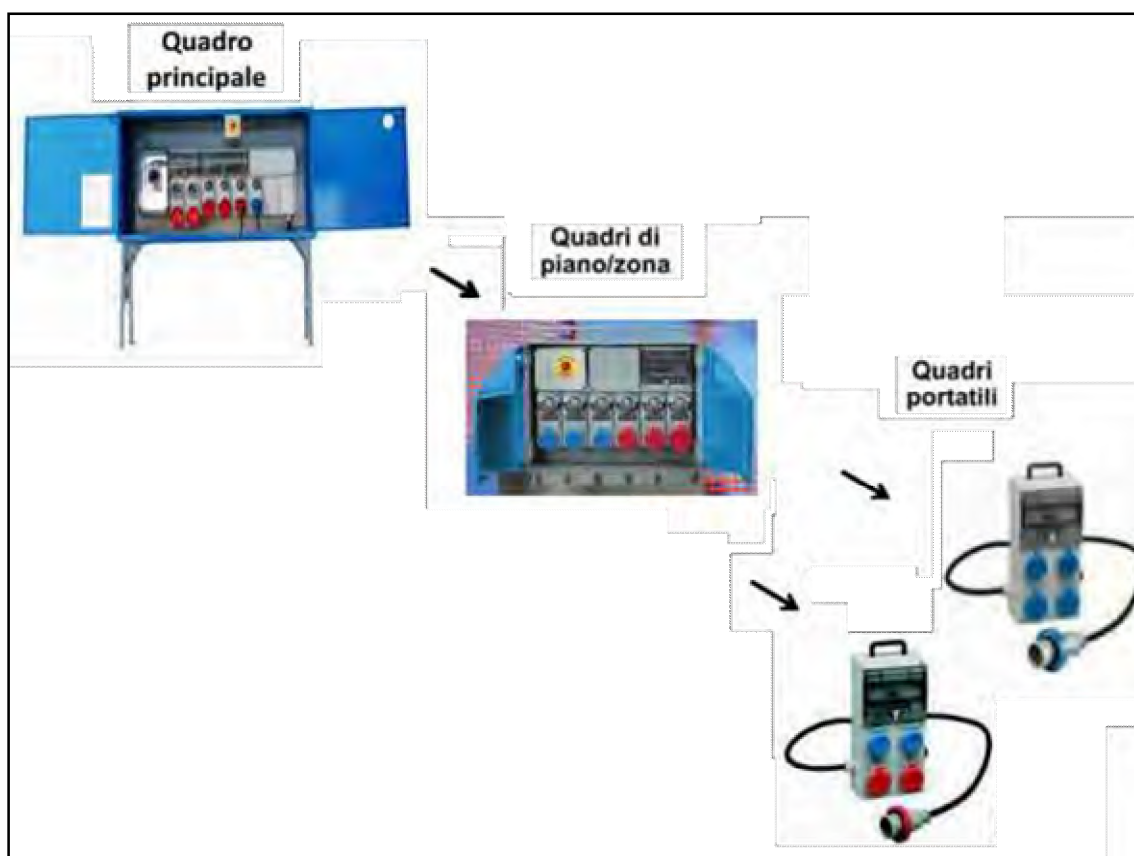 Quadro
principale
Quadri di
piano/zona
Quadri
portatili